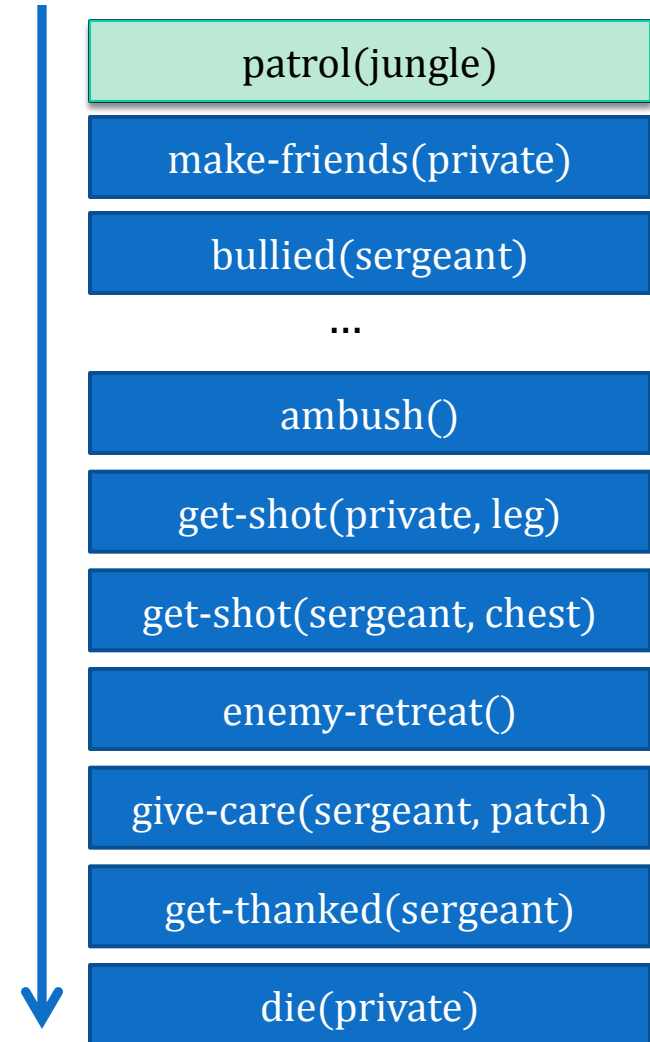 patrol(jungle)
make-friends(private)
bullied(sergeant)
...
ambush()
get-shot(private, leg)
get-shot(sergeant, chest)
enemy-retreat()
give-care(sergeant, patch)
get-thanked(sergeant)
die(private)